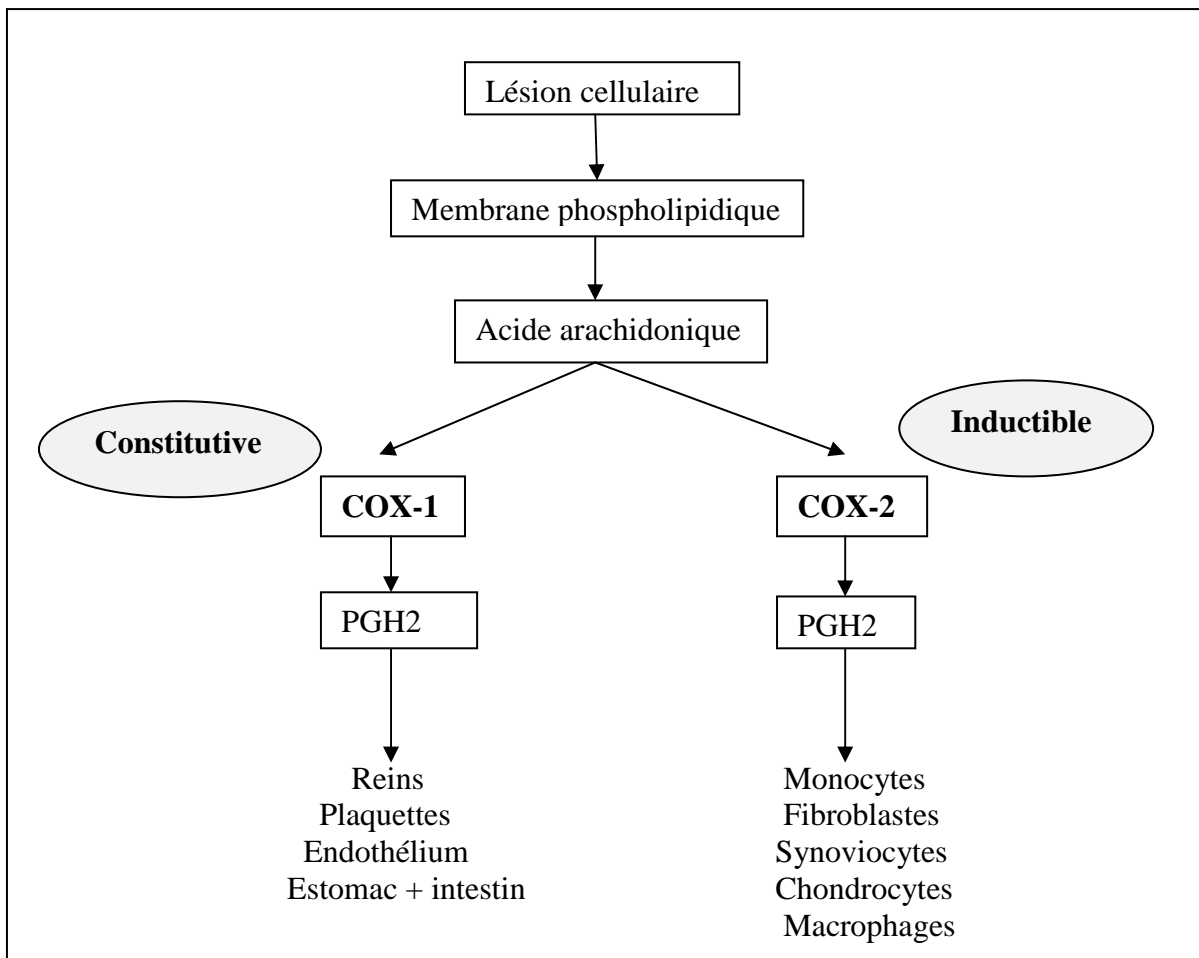 Lésion cellulaire
Membrane phospholipidique
Acide arachidonique
Constitutive
Inductible
COX-1
COX-2
PGH2
PGH2
Reins
Plaquettes
Endothélium
Estomac + intestin
Monocytes
Fibroblastes
Synoviocytes
Chondrocytes
Macrophages